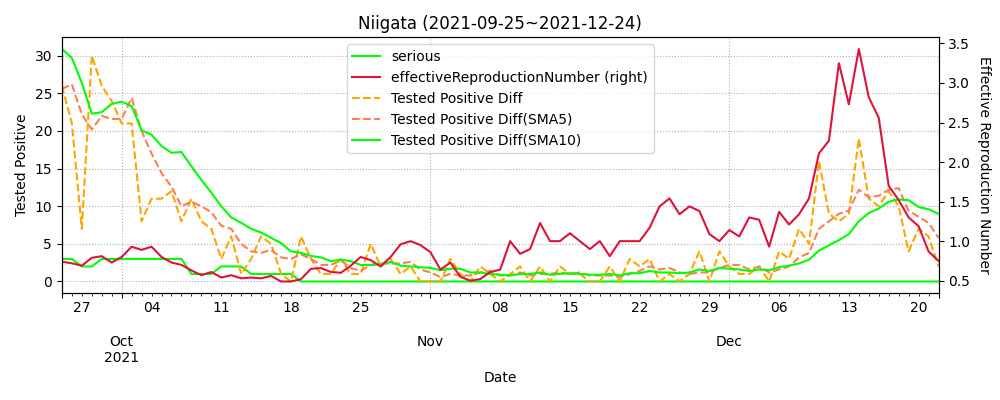 Niigata (2021-09-25~2021-12-24)
serious
effectiveReproductionNumber (right)
Tested Positive Diff
Tested Positive Diff(SMA5)
Tested Positive Diff(SMA10)
Tested Positive
30
25
20
15
10
5
0
Effective Reproduction Number
3.5
3.0
2.5
2.0
1.5
1.0
0.5
27 04 11 18 25 08 15 22 29 06 13 20
Oct Nov Dec
2021
Date